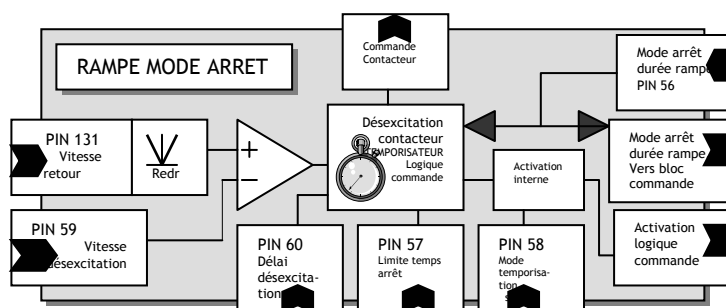 Commande
Contacteur
RAMPE MODE ARRET
Mode arrêt
durée rampe
PIN 56
PIN 131
Vitesse
retour
Redr
+
−
Désexcitation
contacteur
TEMPORISATEUR
Logique
commande
Activation
interne
Mode arrêt
durée rampe
Vers bloc
commande
PIN 59
Vitesse
désexcitation
PIN 60
Délai
désexcita-
tion
PIN 57
Limite temps
arrêt
PIN 58
Mode
temporisa-
tion
Activation
logique
commande